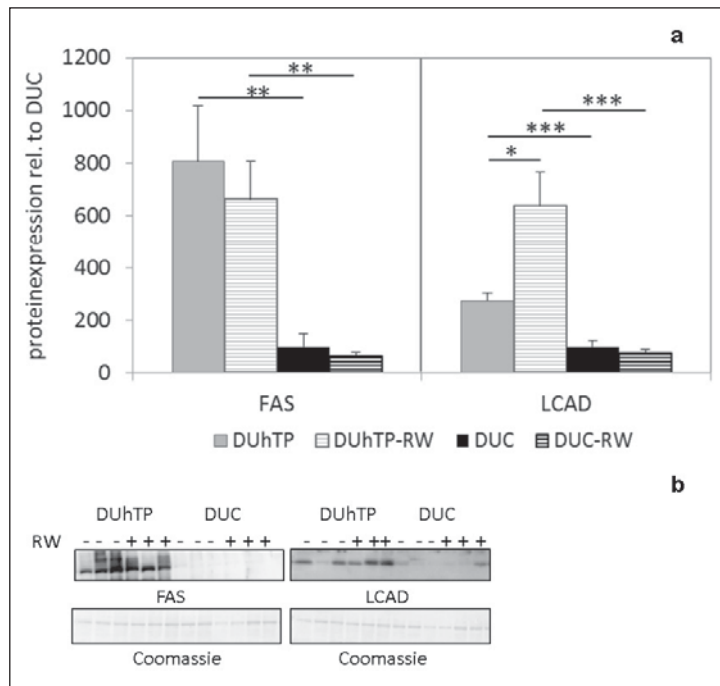 a
1200
1000
800
600
400
200
0
proteinexpression rel. to DUC
** **
*** *** *
FAS LCAD
DUhTP DUhTP-RW DUC DUC-RW
b
DUhTP DUC DUhTP DUC
RW - - - + + + - - - + + + - - - + ++ - - - + + +
FAS LCAD
Coomassie Coomassie